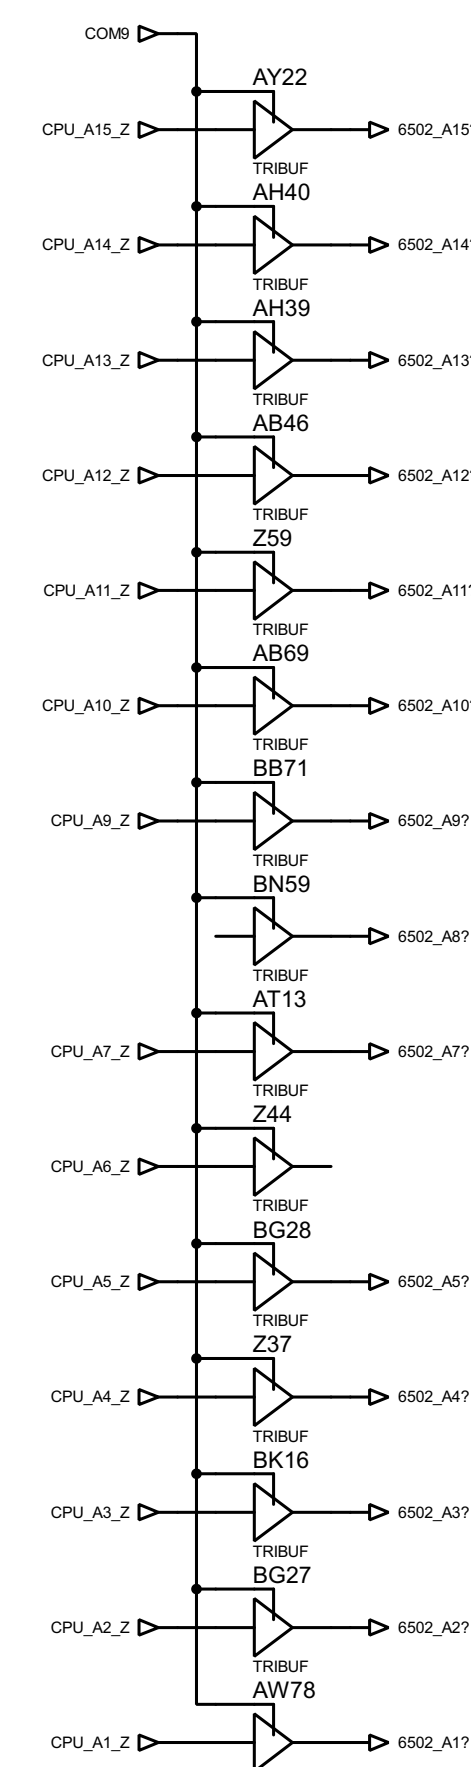 COM9
AY22
CPU_A15_Z 6502_A15?
TRIBUF
AH40
CPU_A14_Z 6502_A14?
TRIBUF
AH39
CPU_A13_Z 6502_A13?
TRIBUF
AB46
CPU_A12_Z 6502_A12?
TRIBUF
Z59
CPU_A11_Z 6502_A11?
TRIBUF
AB69
CPU_A10_Z 6502_A10?
TRIBUF
BB71
CPU_A9_Z 6502_A9?
TRIBUF
BN59
6502_A8?
TRIBUF
AT13
CPU_A7_Z 6502_A7?
TRIBUF
Z44
CPU_A6_Z
TRIBUF
BG28
CPU_A5_Z 6502_A5?
TRIBUF
Z37
CPU_A4_Z 6502_A4?
TRIBUF
BK16
CPU_A3_Z 6502_A3?
TRIBUF
BG27
CPU_A2_Z 6502_A2?
TRIBUF
AW78
CPU_A1_Z 6502_A1?